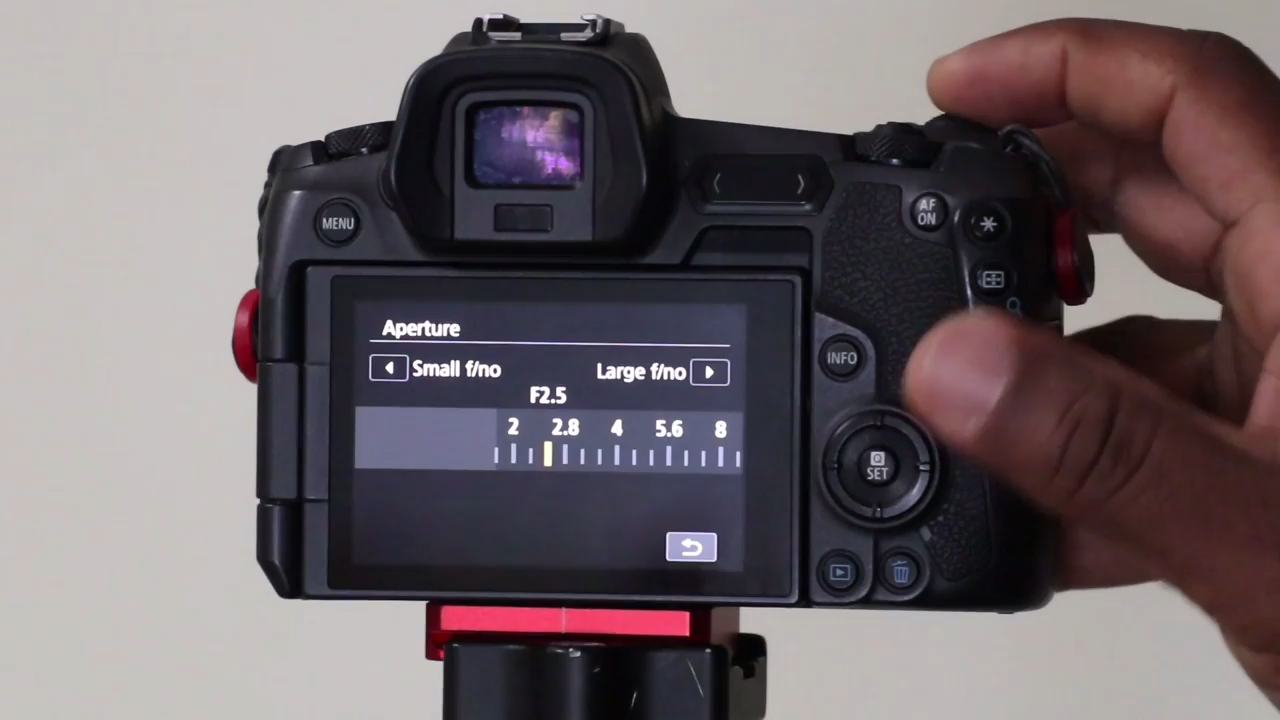 MENU
AF
ON
Aperture
Small f/no
Large f/no
F2.5
2 2.8 4 5.6 8
INFO
Q
SET